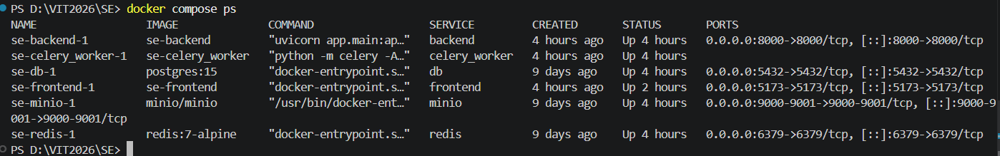 PS D:\VIT2026\SE> docker compose ps
NAME IMAGE COMMAND SERVICE CREATED STATUS PORTS
se-backend-1 se-backend "uvicorn app.main:ap…" backend 4 hours ago Up 4 hours 0.0.0.0:8000->8000/tcp, [::]:8000->8000/tcp
se-celery_worker-1 se-celery_worker "python -m celery -A…" celery_worker 4 hours ago Up 4 hours
se-db-1 postgres:15 "docker-entrypoint.s…" db 9 days ago Up 4 hours 0.0.0.0:5432->5432/tcp, [::]:5432->5432/tcp
se-frontend-1 se-frontend "docker-entrypoint.s…" frontend 4 hours ago Up 2 hours 0.0.0.0:5173->5173/tcp, [::]:5173->5173/tcp
se-minio-1 minio/minio "/usr/bin/docker-ent…" minio 9 days ago Up 4 hours 0.0.0.0:9000-9001->9000-9001/tcp, [::]:9000-9
001->9000-9001/tcp
se-redis-1 redis:7-alpine "docker-entrypoint.s…" redis 9 days ago Up 4 hours 0.0.0.0:6379->6379/tcp, [::]:6379->6379/tcp
PS D:\VIT2026\SE>